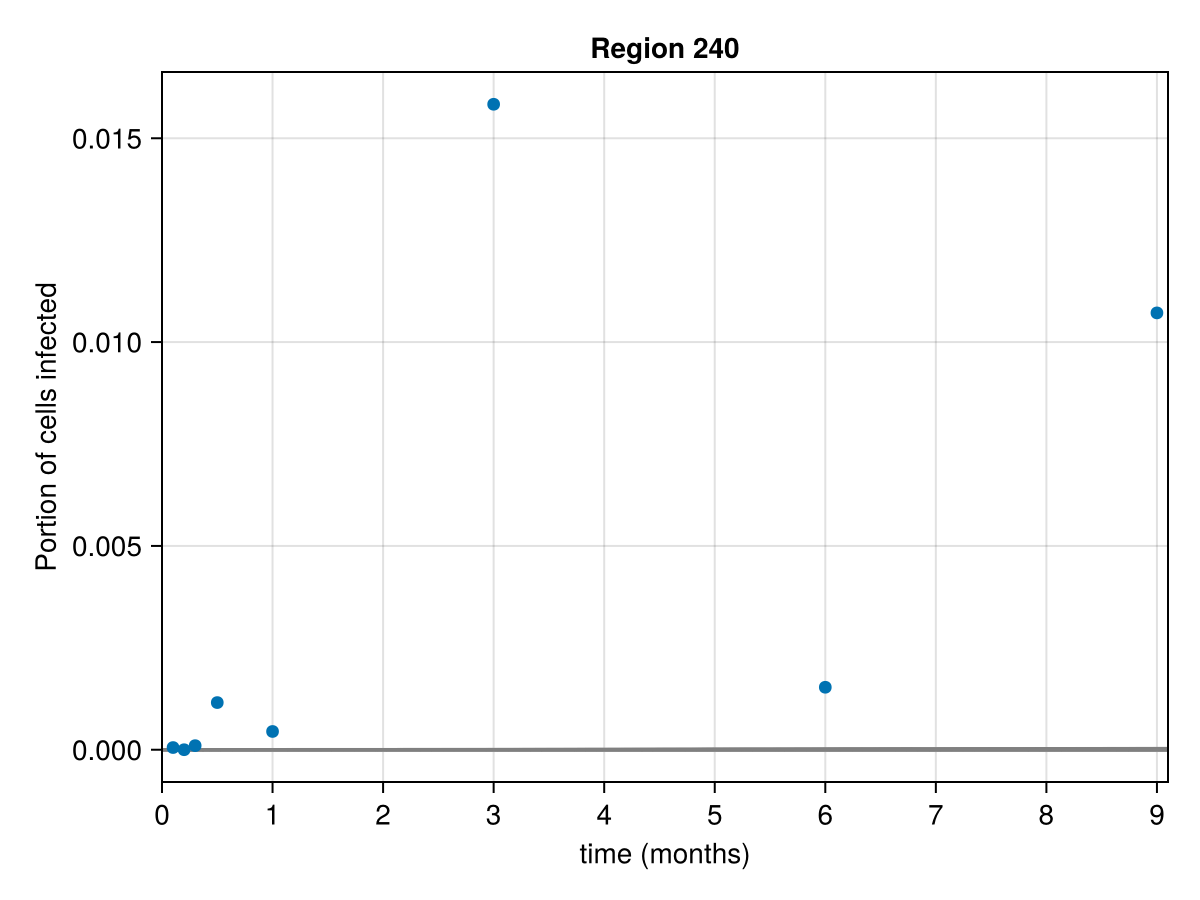 Region 240
Portion of cells infected
0.015
0.010
0.005
0.000
0 1 2 3 4 5 6 7 8 9
time (months)